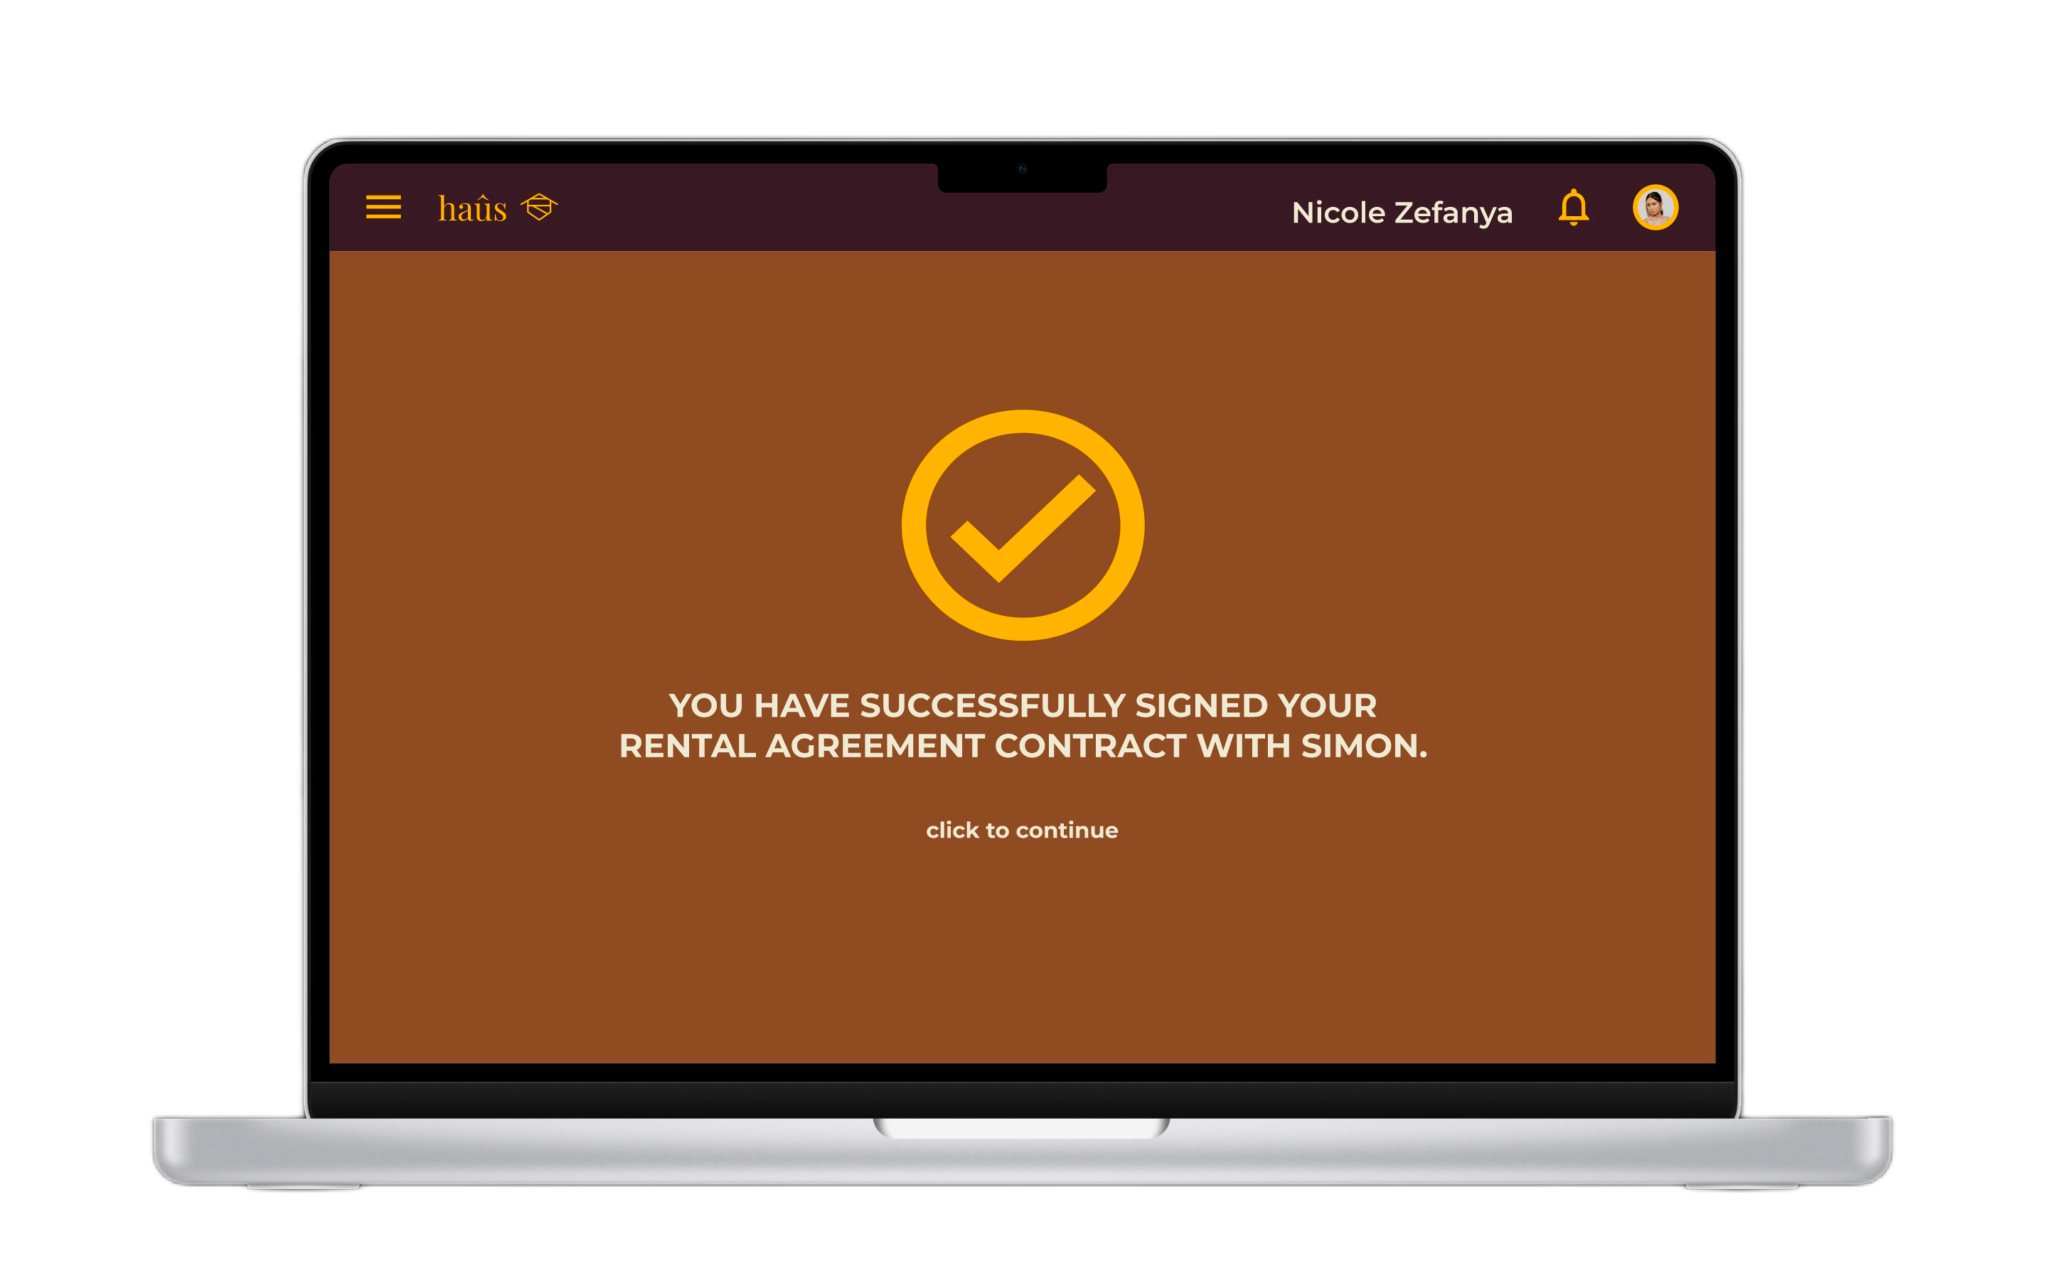 haûs
Nicole Zefanya
YOU HAVE SUCCESSFULLY SIGNED YOUR
RENTAL AGREEMENT CONTRACT WITH SIMON.
click to continue